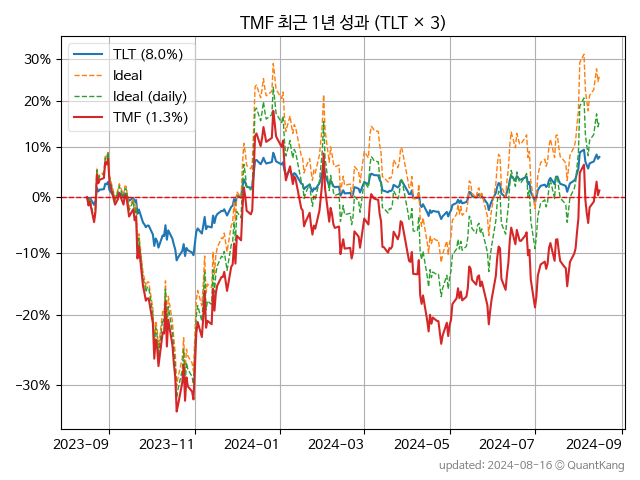 TMF 최근 1년 성과 (TLT × 3)
TLT (8.0%)
Ideal
Ideal (daily)
TMF (1.3%)
30%
20%
10%
0%
−10%
−20%
−30%
2023-09 2023-11 2024-01 2024-03 2024-05 2024-07 2024-09
updated: 2024-08-16 © QuantKang